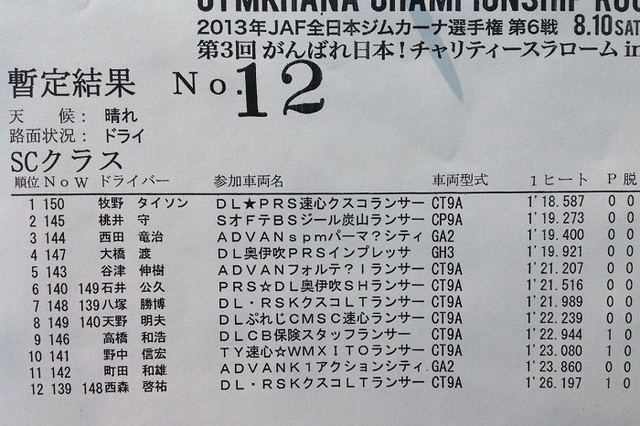 GYMKHANA CHAMPIONSHIP ROU
2013年JAF全日本ジムカーナ選手権 第6戦 8.10SAT
第3回 がんばれ日本!チャリティースラローム in
暫定結果 No.12
天 候: 晴れ
路面状況: ドライ
SCクラス
順位 No W ドライバー 参加車両名 車両型式 1ヒート P 脱
1 150 牧野 タイソン DL★PRS速心クスコランサー CT9A 1'18.587 0 0
2 145 桃井 守 SオFテBSジール炭山ランサー CP9A 1'19.273 0 0
3 144 西田 竜治 ADVANspmパーマ?シティ GA2 1'19.400 0 0
4 147 大橋 渡 DL奥伊吹PRSインプレッサ GH3 1'19.921 0 0
5 143 谷津 伸樹 ADVANフォルテ?Iランサー CT9A 1'21.207 0 0
6 140 149 石井 公久 PRS☆DL奥伊吹SHランサー CT9A 1'21.516 0 0
7 148 139 八塚 勝博 DL・RSKクスコLTランサー CT9A 1'21.989 0 0
8 149 140 天野 明夫 DLぷれじCMSC速心ランサー CT9A 1'22.239 0 0
9 146 高橋 和浩 DLCB保険スタッフランサー CT9A 1'22.944 1 0
10 141 野中 信宏 TY速心☆WMXITOランサー CT9A 1'23.080 1 0
11 142 町田 和雄 ADVANK1アクションシティ GA2 1'23.860 0 0
12 139 148 西森 啓祐 DL・RSKクスコLTランサー CT9A 1'26.197 1 0